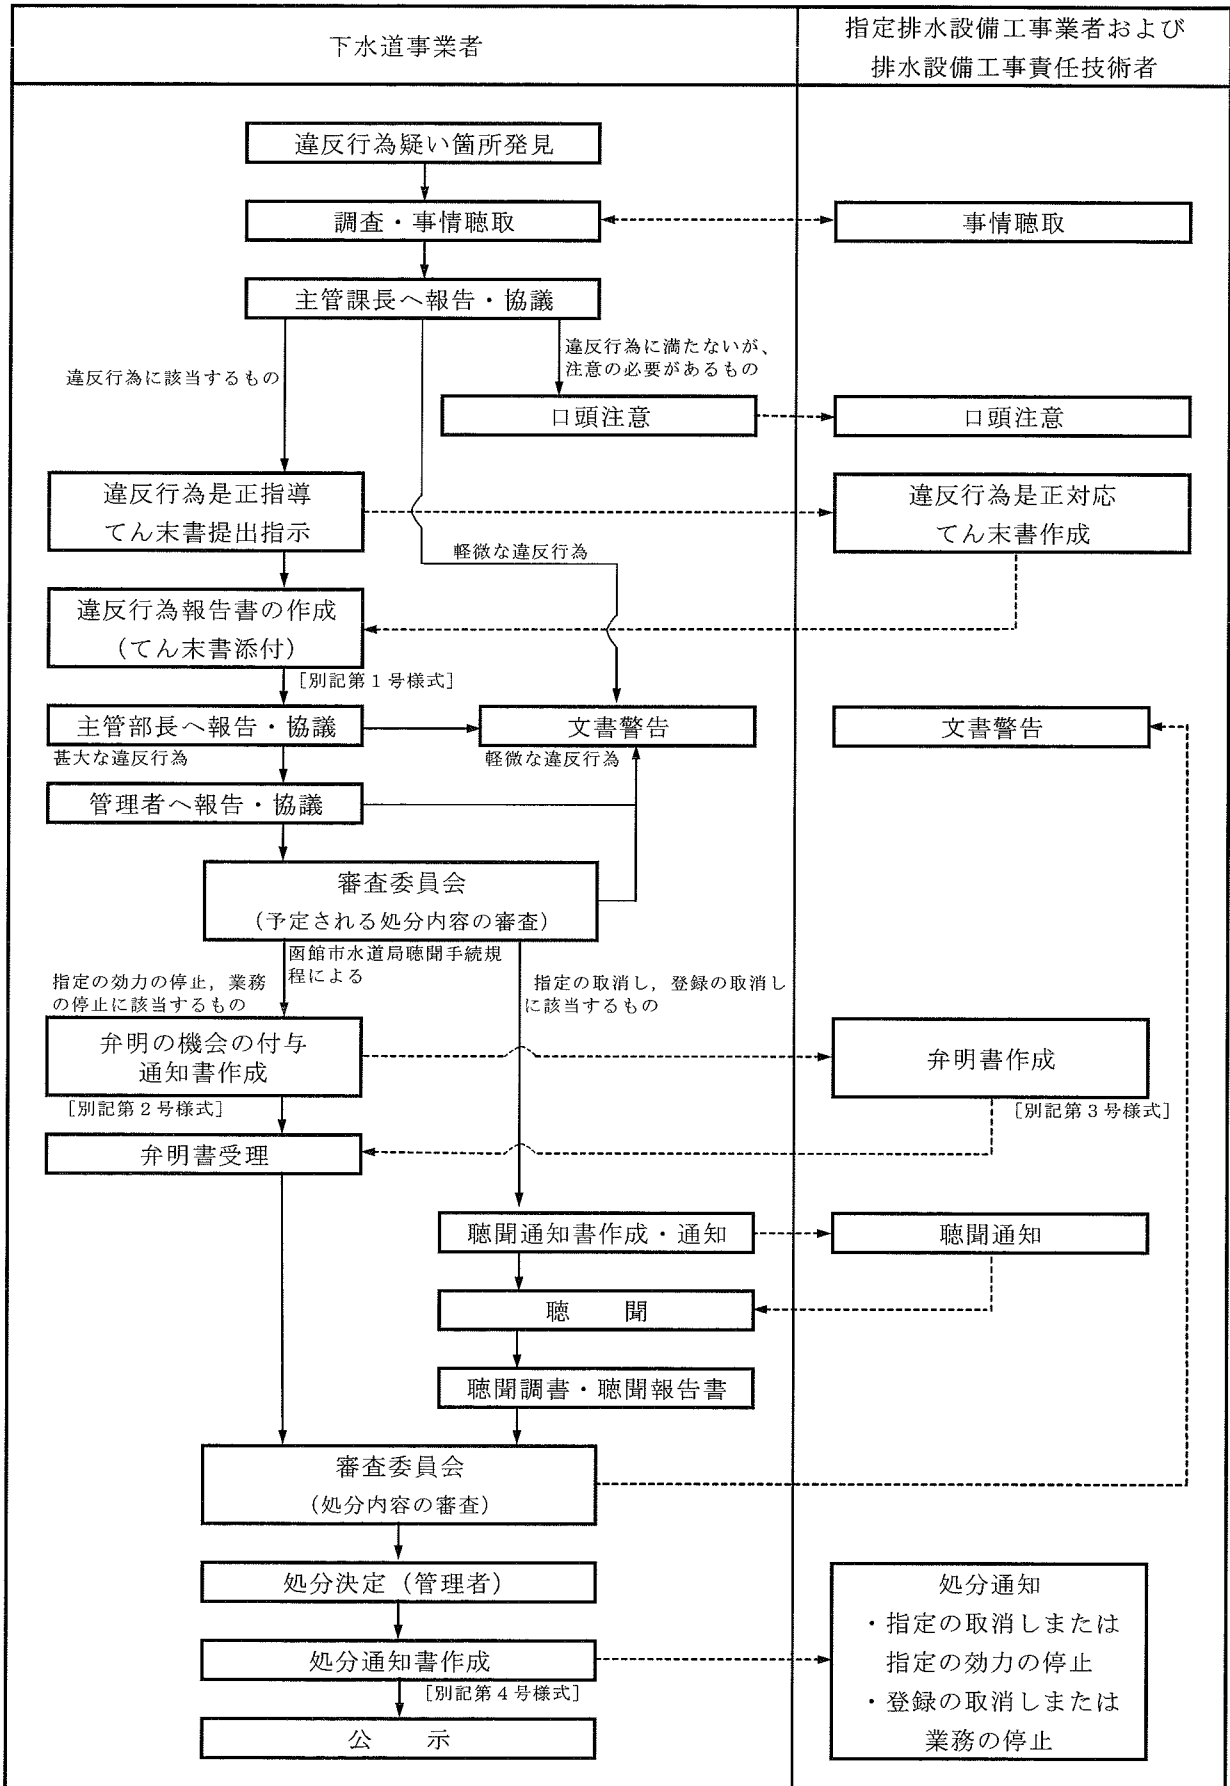 下水道事業者
指定排水設備工事業者および
排水設備工事責任技術者
違反行為疑い箇所発見
調査・事情聴取
事情聴取
主管課長へ報告・協議
違反行為に満たないが、
注意の必要があるもの
違反行為に該当するもの
口頭注意
口頭注意
違反行為是正指導
てん末書提出指示
違反行為是正対応
てん末書作成
軽微な違反行為
違反行為報告書の作成
(てん末書添付)
[別記第1号様式]
主管部長へ報告・協議
文書警告
文書警告
甚大な違反行為
軽微な違反行為
管理者へ報告・協議
審査委員会
(予定される処分内容の審査)
函館市水道局聴聞手続規
程による
指定の効力の停止,業務
の停止に該当するもの
指定の取消し,登録の取消し
に該当するもの
弁明の機会の付与
通知書作成
弁明書作成
[別記第2号様式]
[別記第3号様式]
弁明書受理
聴聞通知書作成・通知
聴聞通知
聴 聞
聴聞調書・聴聞報告書
審査委員会
(処分内容の審査)
処分決定(管理者)
処分通知書作成
[別記第4号様式]
公 示
処分通知
・指定の取消しまたは
指定の効力の停止
・登録の取消しまたは
業務の停止